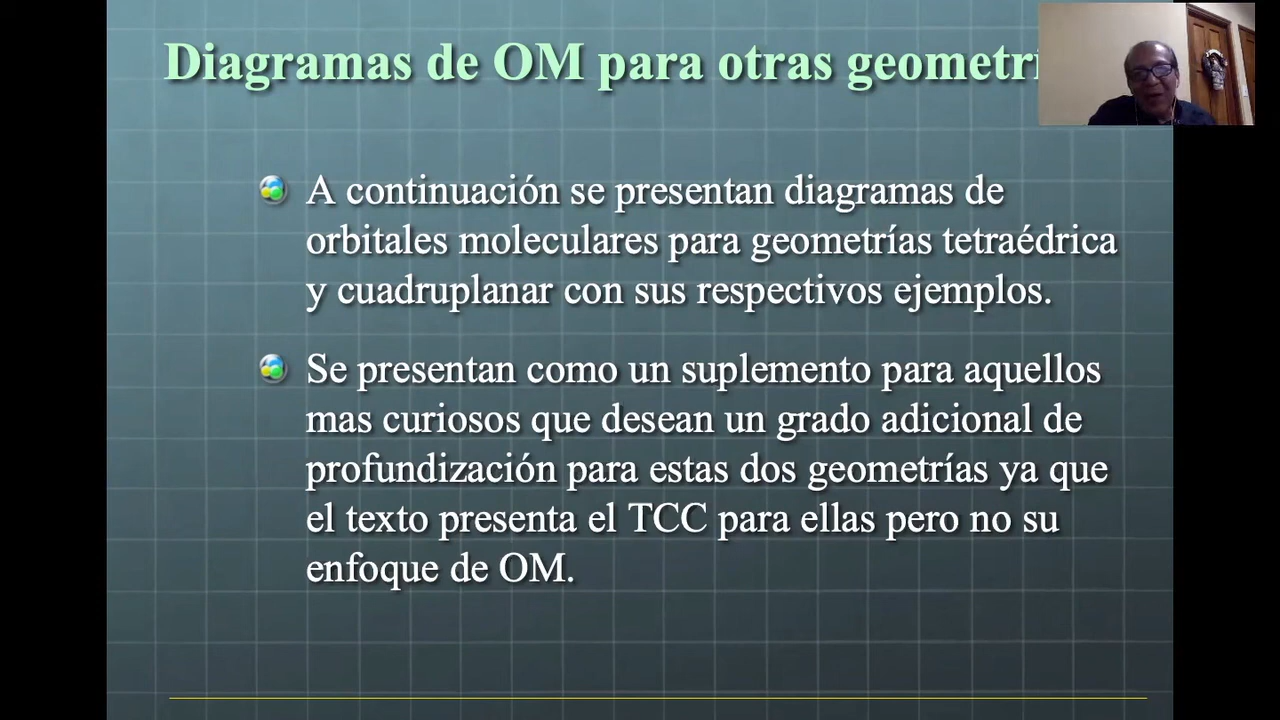 Diagramas de OM para otras geometrí
A continuación se presentan diagramas de
orbitales moleculares para geometrías tetraédrica
y cuadruplanar con sus respectivos ejemplos.
Se presentan como un suplemento para aquellos
mas curiosos que desean un grado adicional de
profundización para estas dos geometrías ya que
el texto presenta el TCC para ellas pero no su
enfoque de OM.